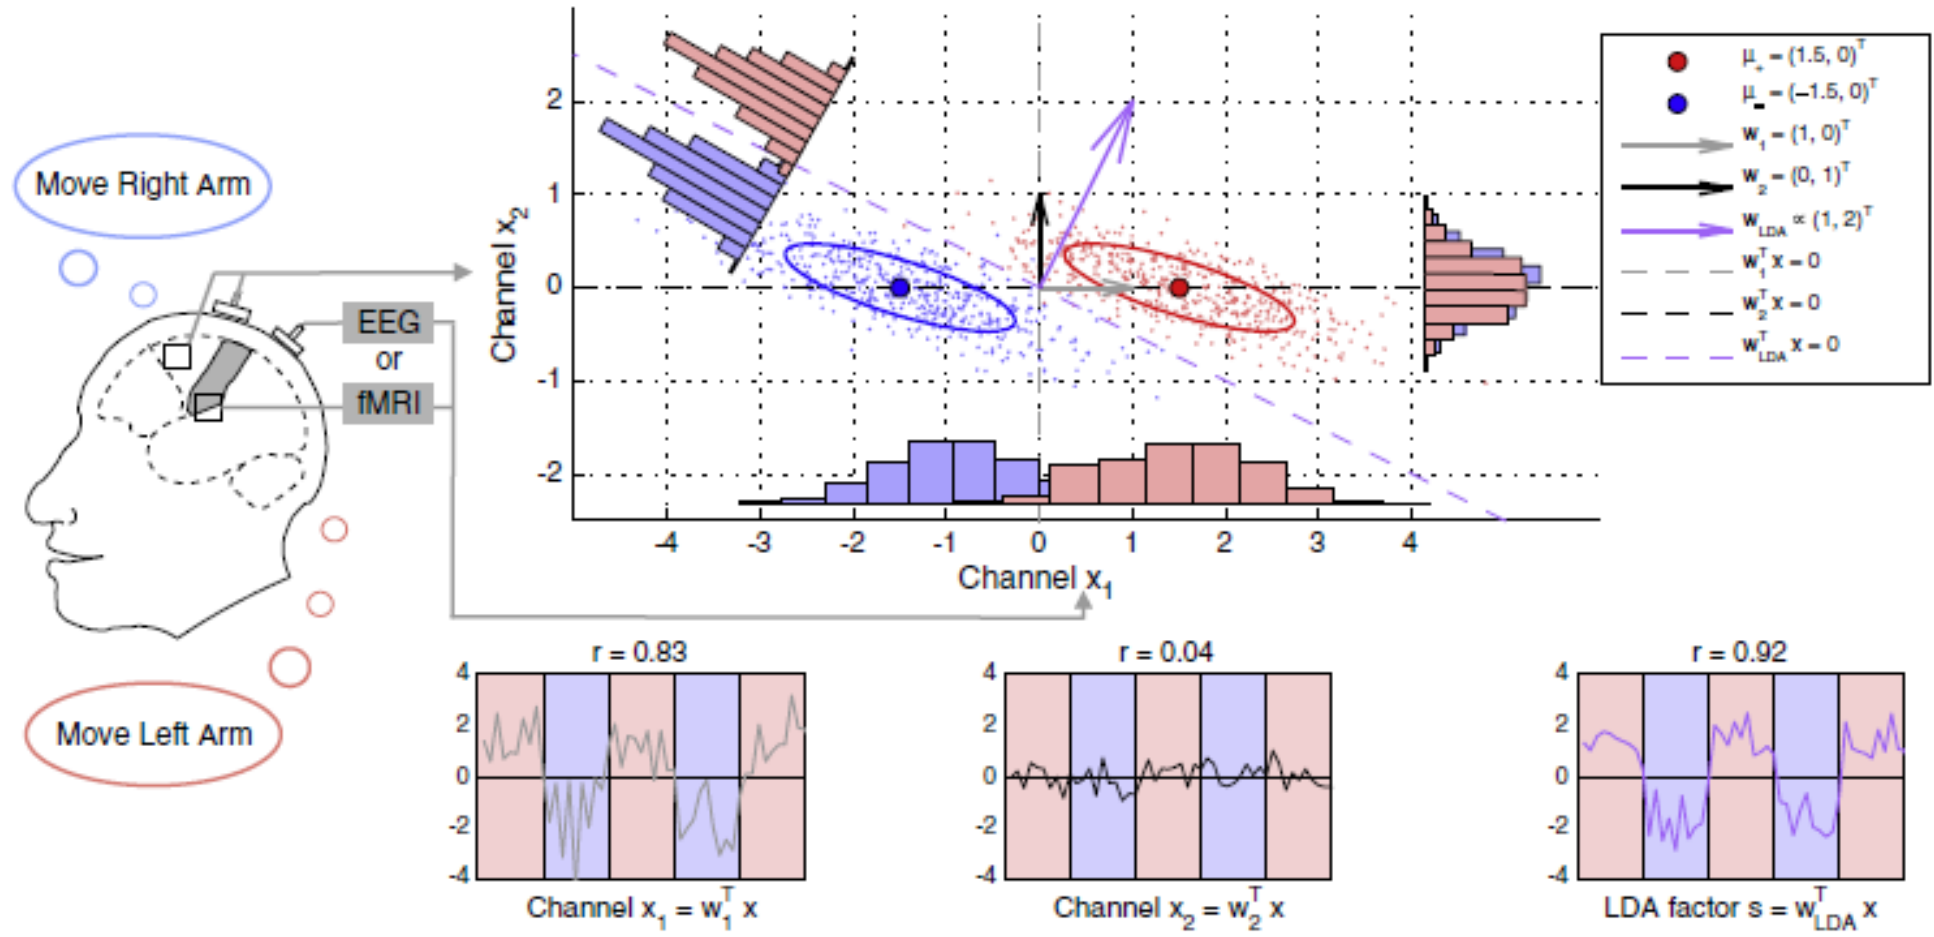 Move Right Arm
EEG
or
fMRI
Move Left Arm
Channel x₂
2
1
0
-1
-2
-4 -3 -2 -1 0 1 2 3 4
Channel x₁
μ₊ = (1.5, 0)ᵀ
μ₋ = (−1.5, 0)ᵀ
w₁ = (1, 0)ᵀ
w₂ = (0, 1)ᵀ
w_LDA ∝ (1, 2)ᵀ
w₁ᵀ x = 0
w₂ᵀ x = 0
w_LDAᵀ x = 0
r = 0.83
4
2
0
-2
-4
Channel x₁ = w₁ᵀ x
r = 0.04
4
2
0
-2
-4
Channel x₂ = w₂ᵀ x
r = 0.92
4
2
0
-2
-4
LDA factor s = w_LDAᵀ x